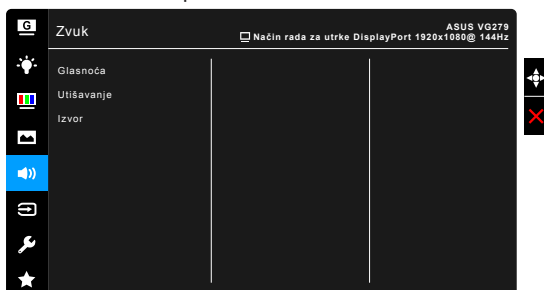 G
Zvuk
ASUS VG279
Način rada za utrke DisplayPort 1920x1080@ 144Hz
Glasnoća
Utišavanje
Izvor